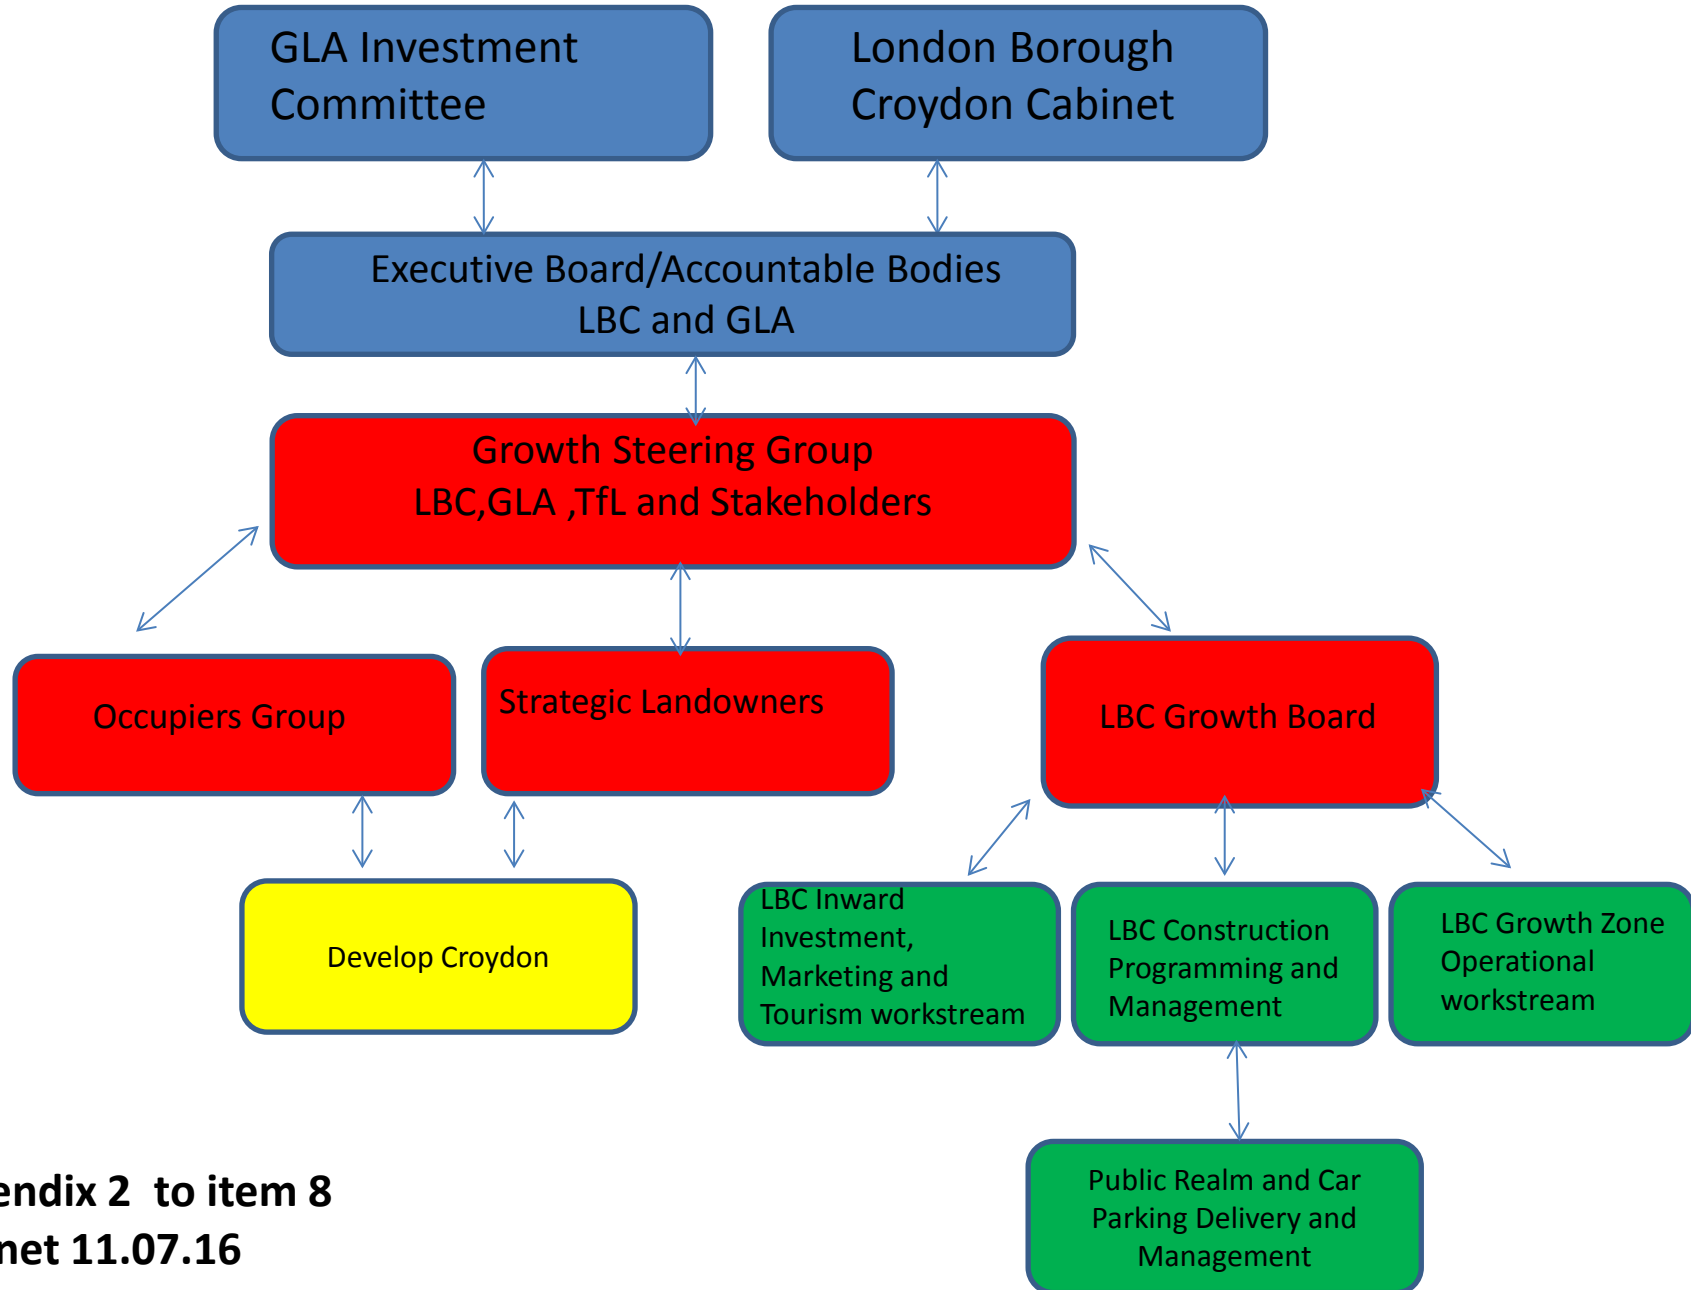 GLA Investment
Committee
London Borough
Croydon Cabinet
Executive Board/Accountable Bodies
LBC and GLA
Growth Steering Group
LBC,GLA ,TfL and Stakeholders
Occupiers Group
Strategic Landowners
LBC Growth Board
Develop Croydon
LBC Inward
Investment,
Marketing and
Tourism workstream
LBC Construction
Programming and
Management
LBC Growth Zone
Operational
workstream
Public Realm and Car
Parking Delivery and
Management
endix 2 to item 8
net 11.07.16